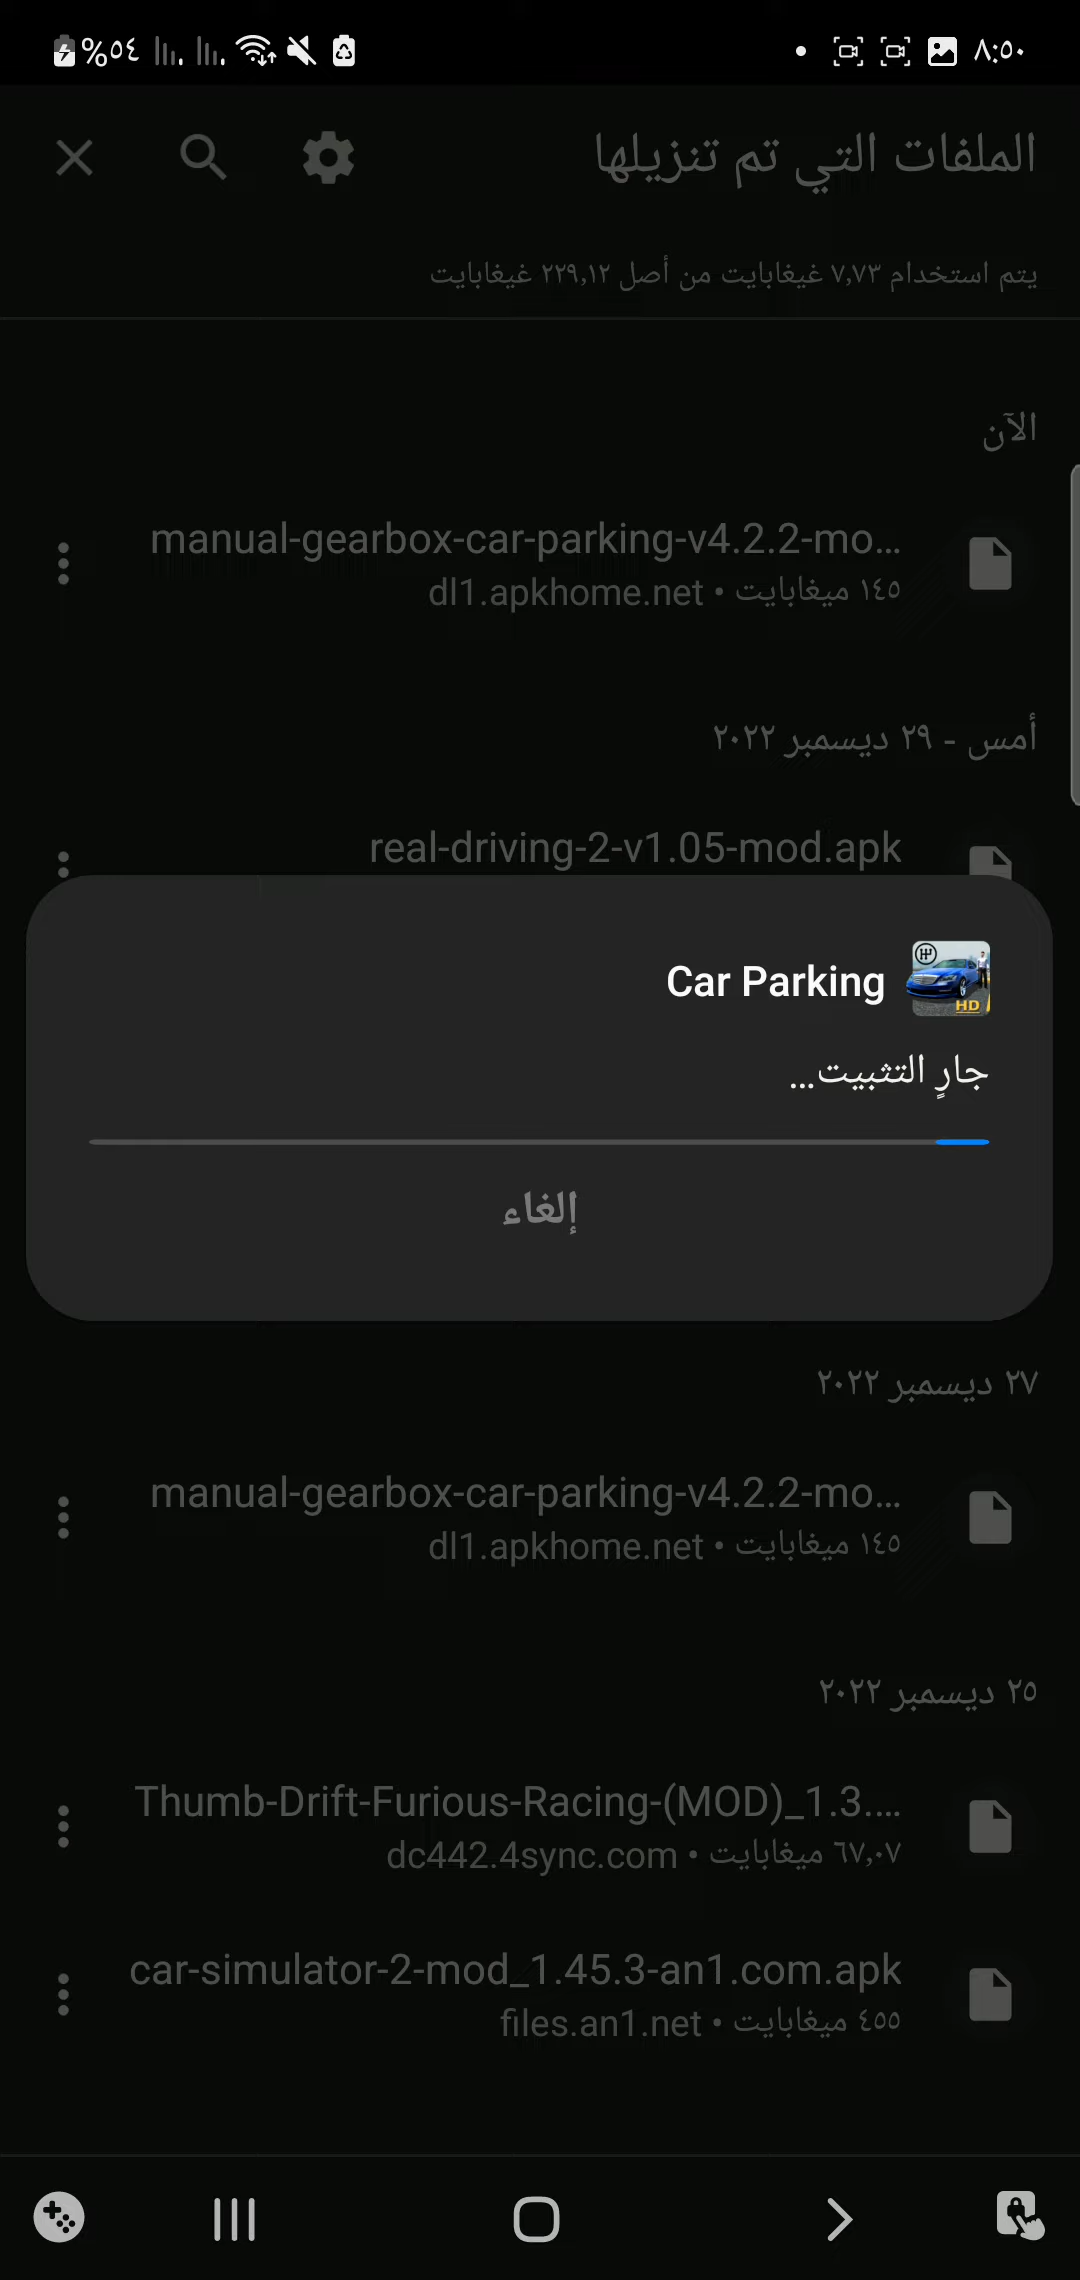 ٨:٥٠
%٥٤
الملفات التي تم تنزيلها
يتم استخدام ٧,٧٣ غيغابايت من أصل ٢٢٩,١٢ غيغابايت
الآن
manual-gearbox-car-parking-v4.2.2-mo...
١٤٥ ميغابايت • dl1.apkhome.net
أمس - ٢٩ ديسمبر ٢٠٢٢
real-driving-2-v1.05-mod.apk
Car Parking
HD
جارٍ التثبيت...
إلغاء
٢٧ ديسمبر ٢٠٢٢
manual-gearbox-car-parking-v4.2.2-mo...
١٤٥ ميغابايت • dl1.apkhome.net
٢٥ ديسمبر ٢٠٢٢
Thumb-Drift-Furious-Racing-(MOD)_1.3....
٦٧,٠٧ ميغابايت • dc442.4sync.com
car-simulator-2-mod_1.45.3-an1.com.apk
٤٥٥ ميغابايت • files.an1.net